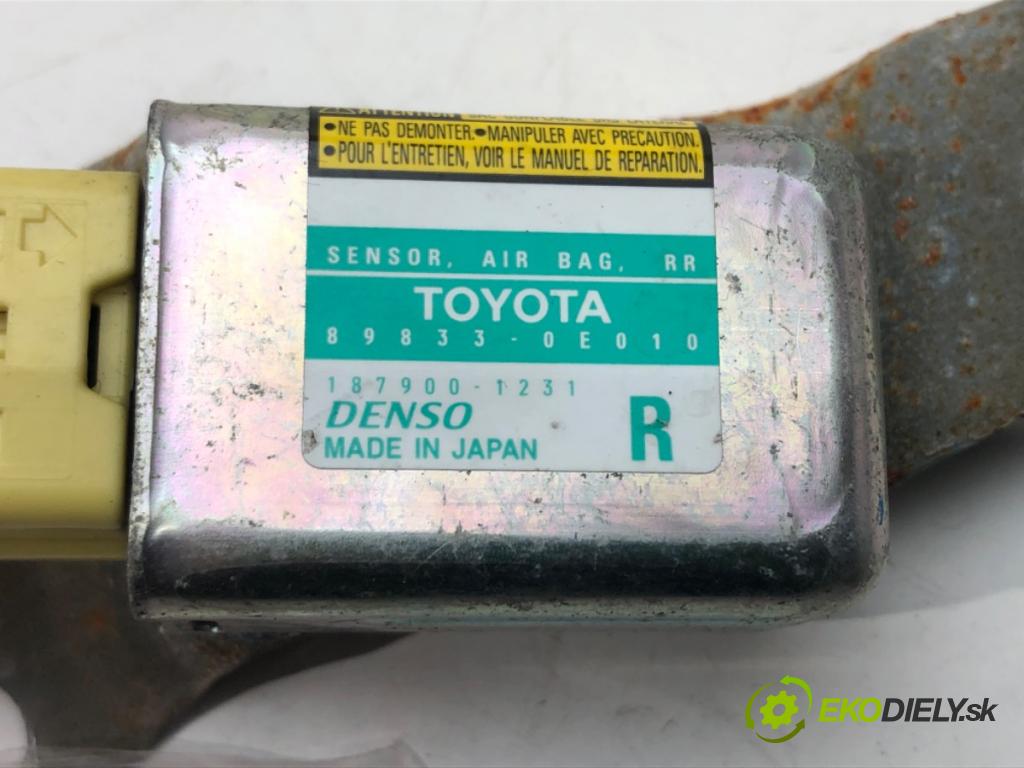 ATTENTION
•NE PAS DEMONTER.•MANIPULER AVEC PRECAUTION.
•POUR L'ENTRETIEN, VOIR LE MANUEL DE REPARATION.
SENSOR, AIR BAG, RR
TOYOTA
89833-0E010
187900-1231
DENSO
MADE IN JAPAN
R
EKODIELY.sk